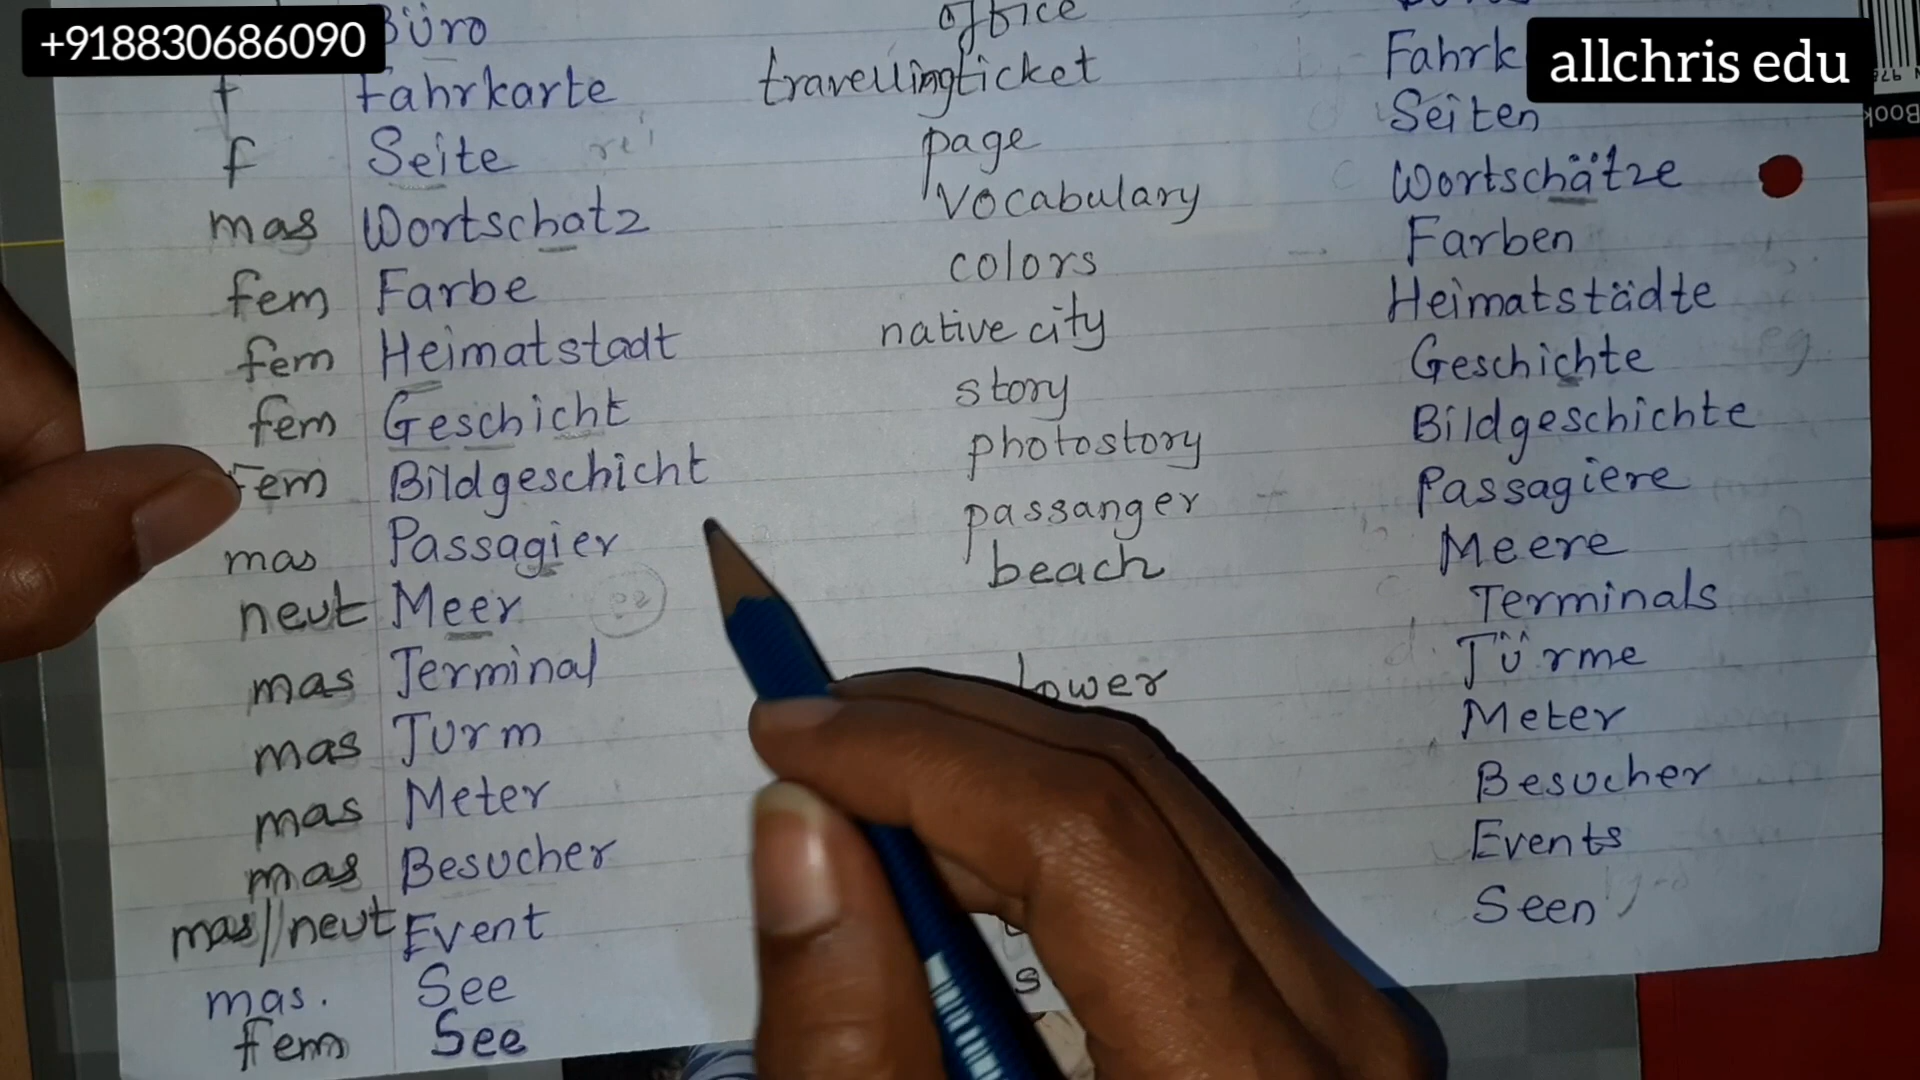 +918830686090
allchris edu
Büro office
f Fahrkarte travelling ticket Fahrk
f Seite page Seiten
mas Wortschatz vocabulary Wortschätze
fem Farbe colors Farben
fem Heimatstadt native city Heimatstädte
fem Geschicht story Geschichte
Fem Bildgeschicht photostory Bildgeschichte
mas Passagier passanger Passagiere
neut Meer beach Meere
mas Terminal Terminals
mas Turm tower Türme
mas Meter Meter
mas Besucher Besucher
mas//neut Event Events
mas. See Seen
fem See